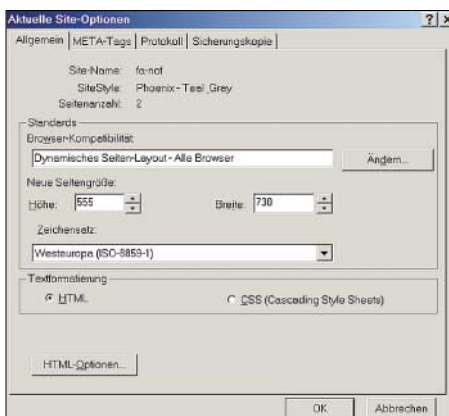 Aktuelle Site-Optionen
Allgemein META-Tags Protokoll Sicherungskopie
Site-Name: fa-not
SiteStyle: Phoenix - Teal_Grey
Seitenanzahl: 2
Standards
Browser-Kompatibilität:
Dynamisches Seiten-Layout - Alle Browser Ändern...
Neue Seitengröße:
Höhe: 555 Breite: 730
Zeichensatz:
Westeuropa (ISO-8859-1)
Textformatierung
HTML CSS (Cascading Style Sheets)
HTML-Optionen...
OK Abbrechen